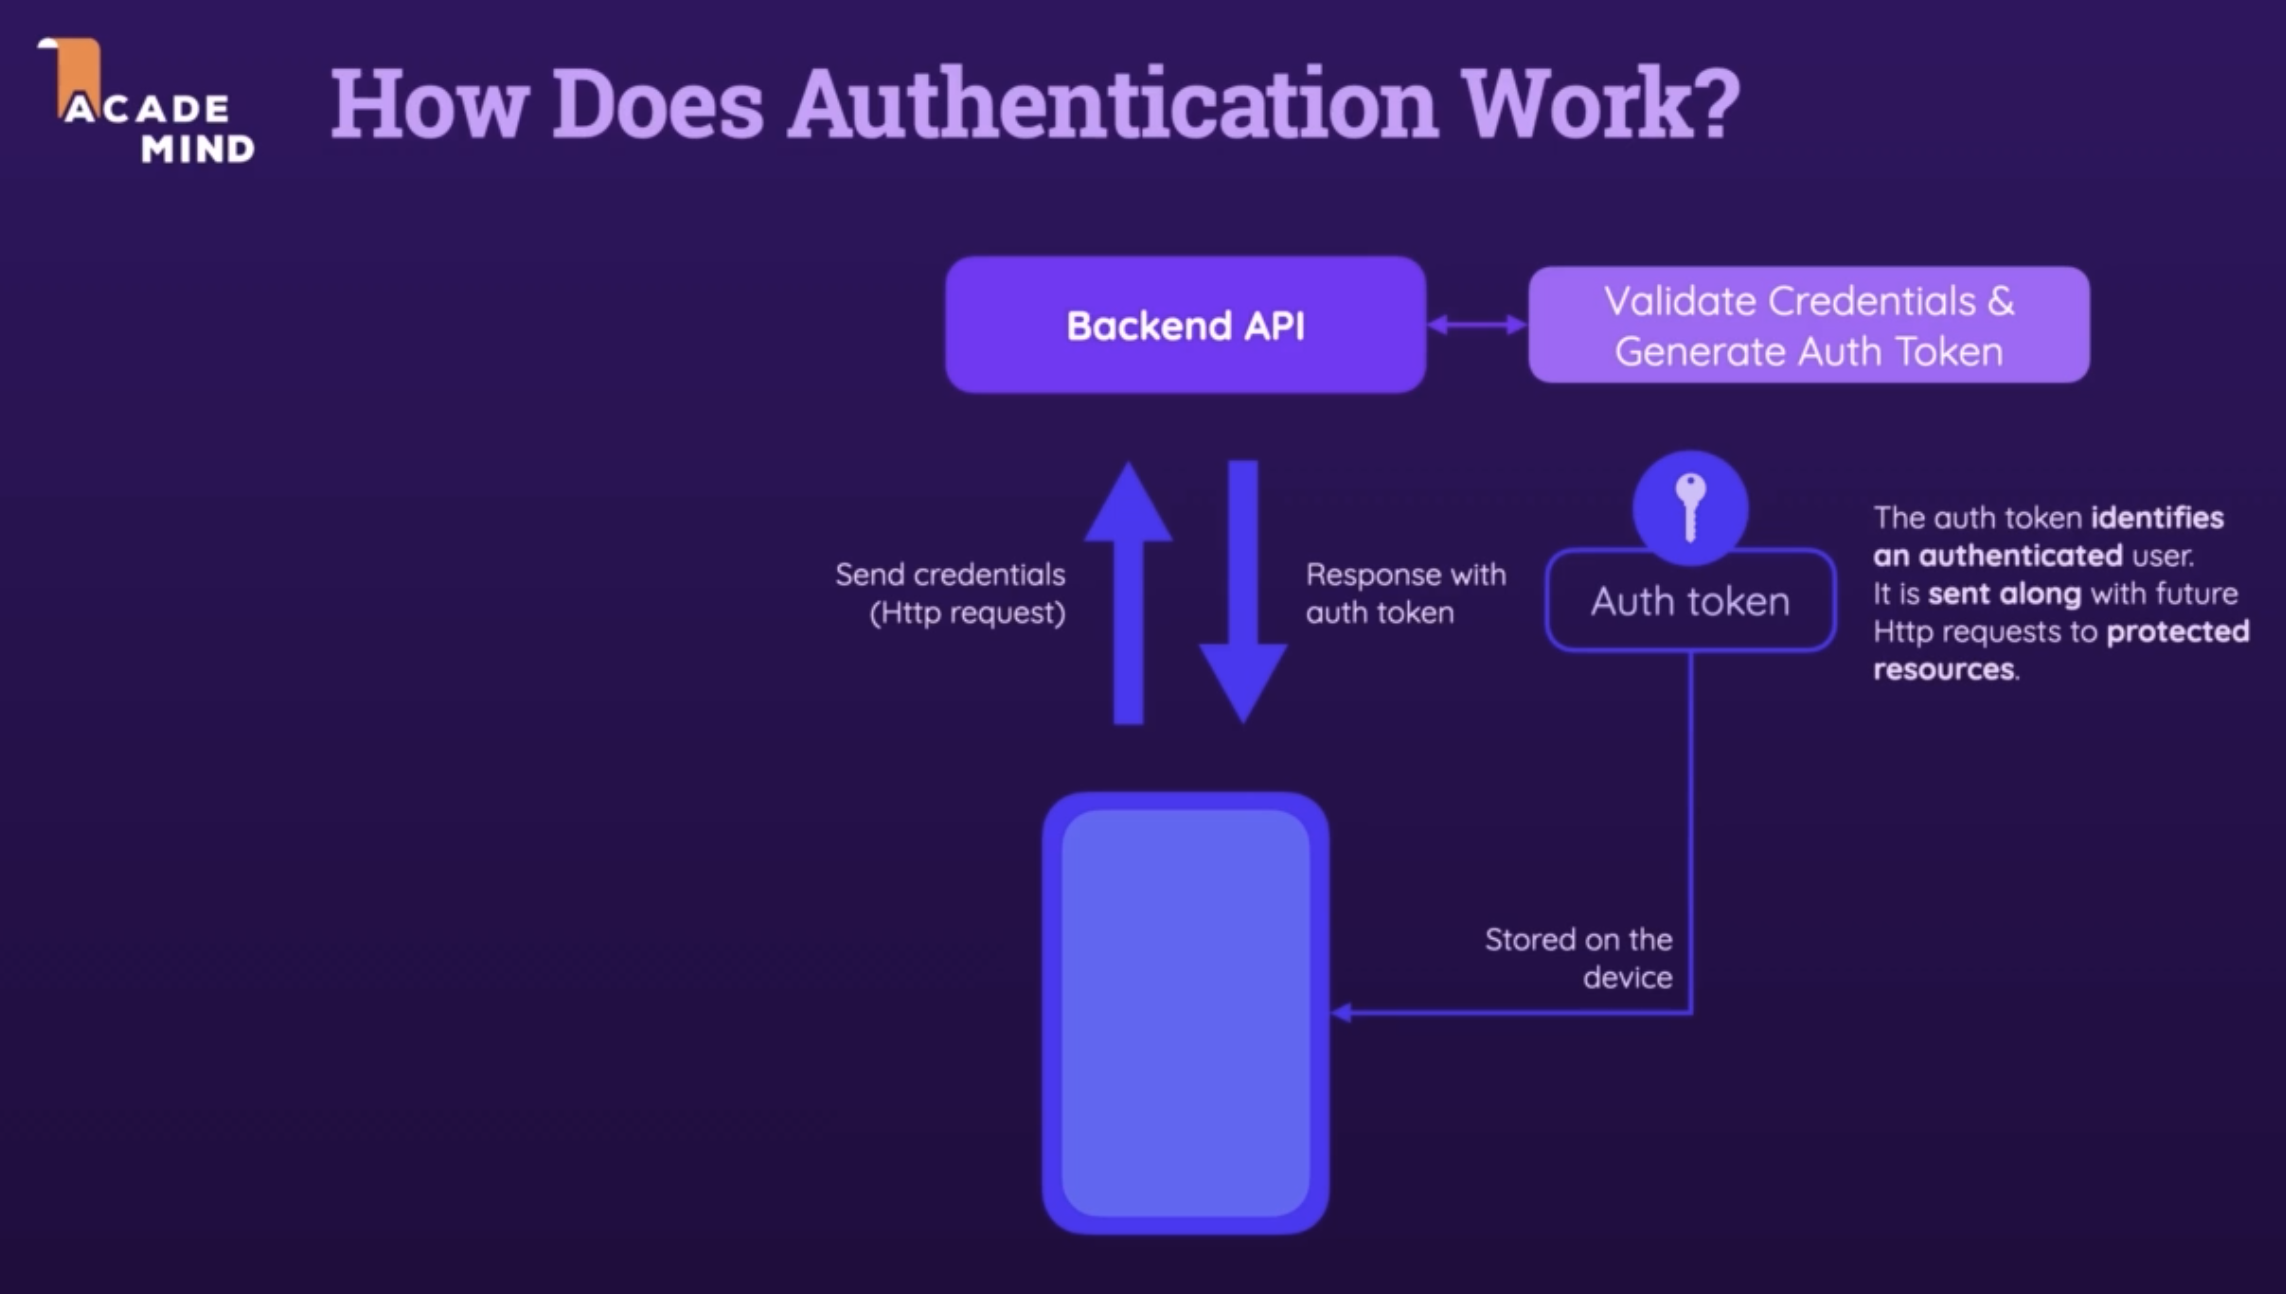 ACADE
MIND
How Does Authentication Work?
Backend API
Validate Credentials &
Generate Auth Token
Send credentials
(Http request)
Response with
auth token
Auth token
The auth token identifies
an authenticated user.
It is sent along with future
Http requests to protected
resources.
Stored on the
device